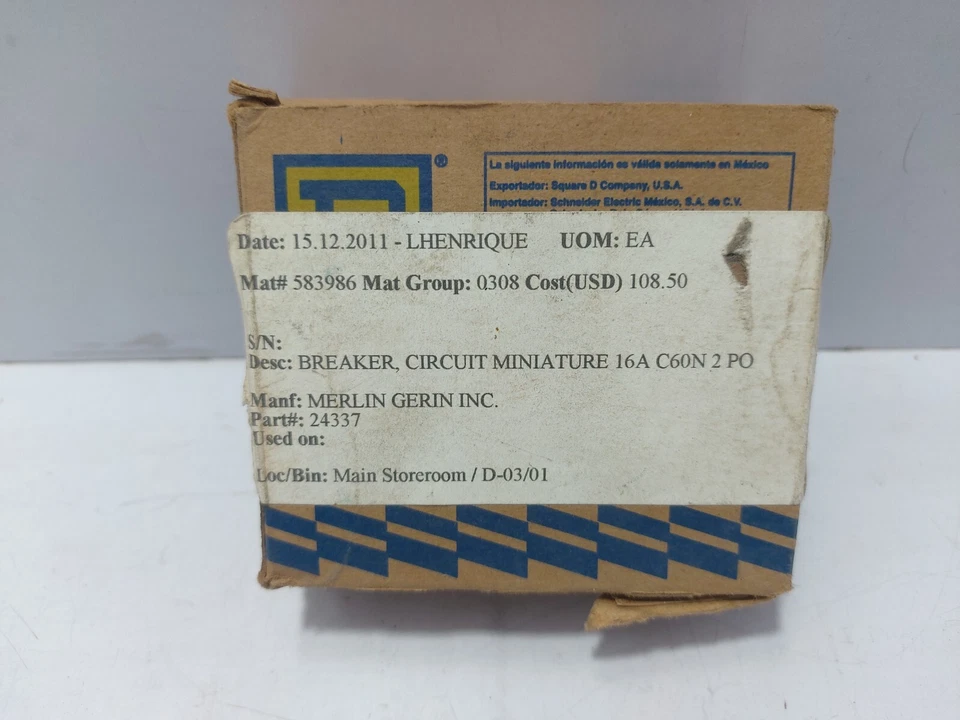 ®
La siguiente información es válida solamente en México
Exportador: Square D Company, U.S.A.
Importador: Schneider Electric México, S.A. de C.V.
Date: 15.12.2011 - LHENRIQUE UOM: EA
Mat# 583986 Mat Group: 0308 Cost(USD) 108.50
S/N:
Desc: BREAKER, CIRCUIT MINIATURE 16A C60N 2 PO
Manf: MERLIN GERIN INC.
Part#: 24337
Used on:
Loc/Bin: Main Storeroom / D-03/01